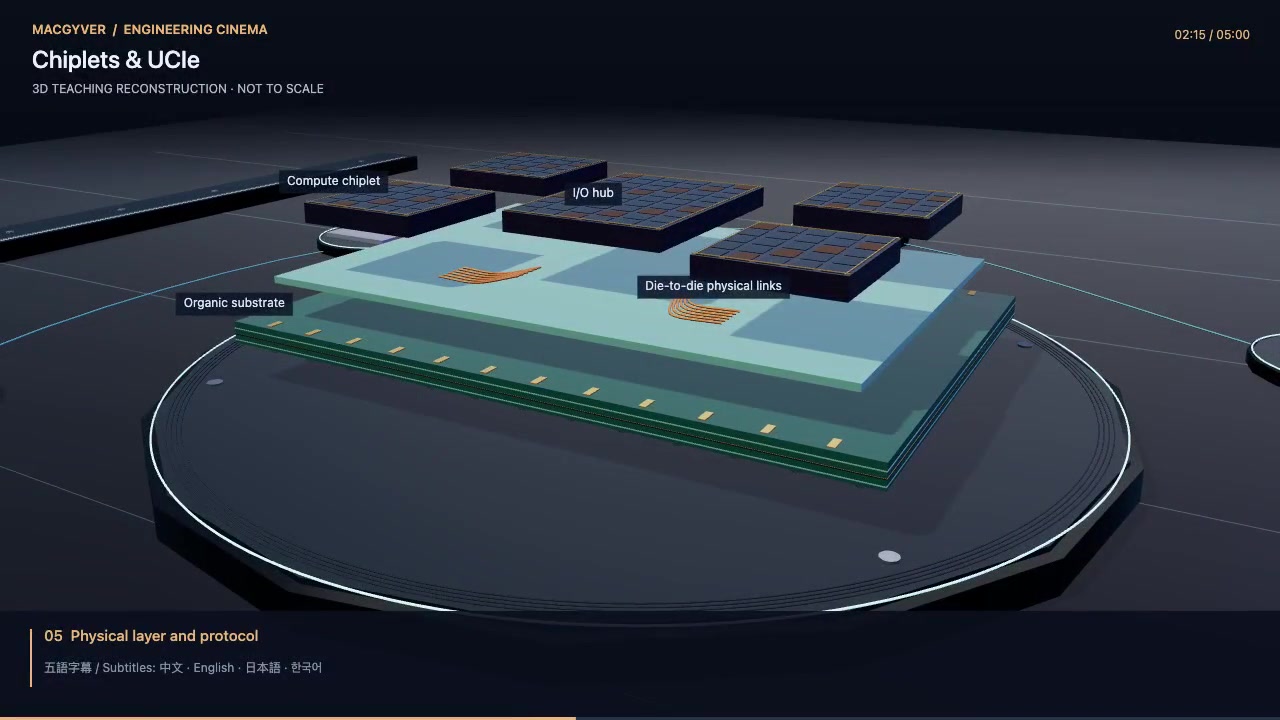 MACGYVER / ENGINEERING CINEMA
02:15 / 05:00
Chiplets & UCIe
3D TEACHING RECONSTRUCTION · NOT TO SCALE
Compute chiplet
I/O hub
Die-to-die physical links
Organic substrate
05 Physical layer and protocol
五語字幕 / Subtitles: 中文 · English · 日本語 · 한국어